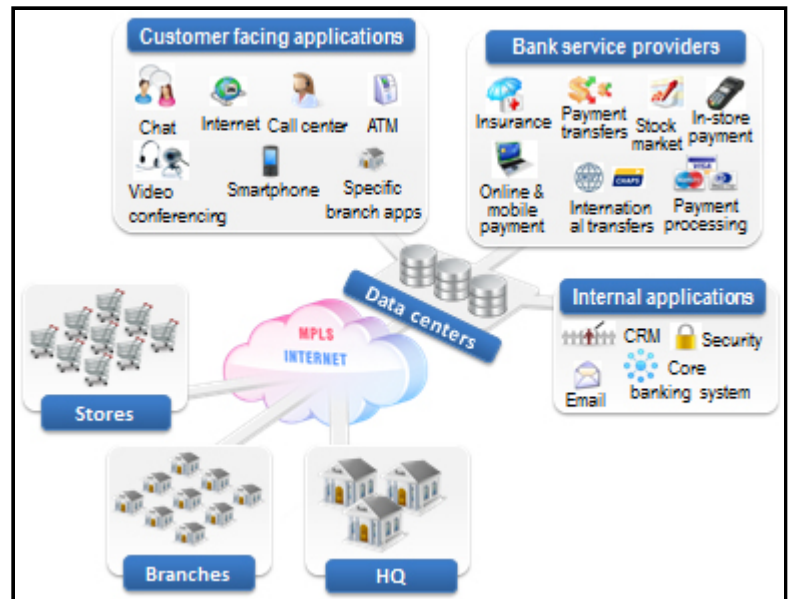 Customer facing applications
Chat
Internet
Call center
ATM
Video
conferencing
Smartphone
Specific
branch apps
Bank service providers
Insurance
Payment
transfers
Stock
market
In-store
payment
Online &
mobile
payment
CHAPS
Internation
al transfers
VISA
Payment
processing
Data centers
Internal applications
CRM
Security
Email
Core
banking system
MPLS
INTERNET
Stores
Branches
HQ